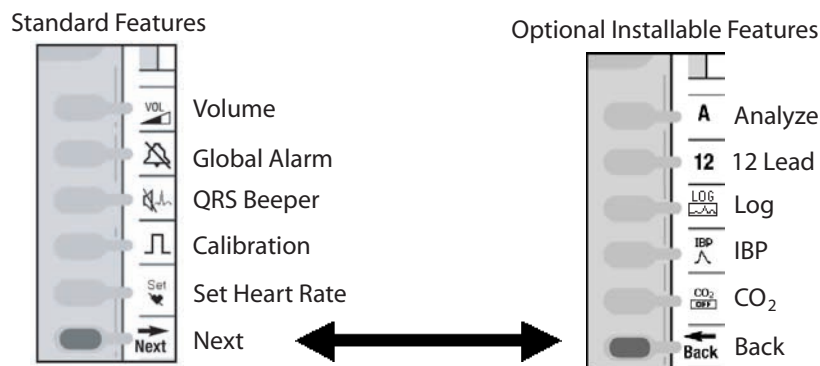 Standard Features
VOL
Volume
Global Alarm
QRS Beeper
Calibration
Set
Set Heart Rate
Next
Next
Optional Installable Features
A
Analyze
12
12 Lead
LOG
Log
IBP
IBP
CO₂
OFF
CO₂
Back
Back